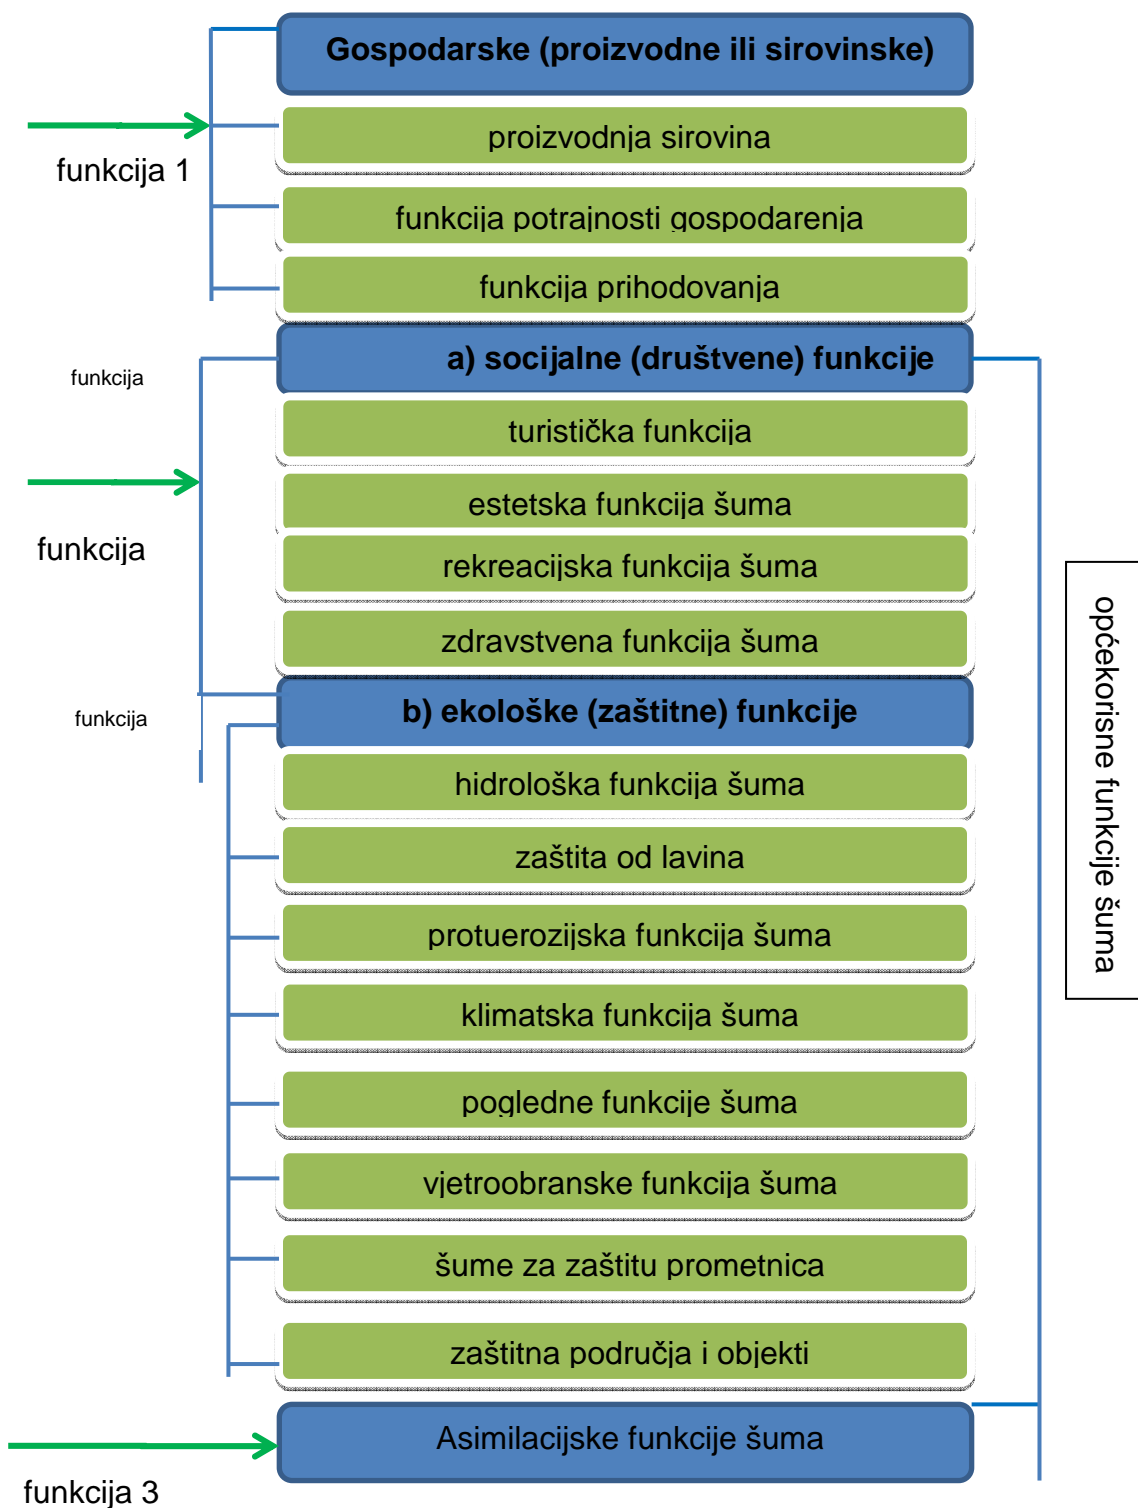 Gospodarske (proizvodne ili sirovinske)
proizvodnja sirovina
funkcija 1
funkcija potrajnosti gospodarenja
funkcija prihodovanja
a) socijalne (društvene) funkcije
funkcija
turistička funkcija
estetska funkcija šuma
funkcija
rekreacijska funkcija šuma
zdravstvena funkcija šuma
b) ekološke (zaštitne) funkcije
funkcija
hidrološka funkcija šuma
zaštita od lavina
protuerozijska funkcija šuma
klimatska funkcija šuma
pogledne funkcije šuma
vjetroobranske funkcija šuma
šume za zaštitu prometnica
zaštitna područja i objekti
Asimilacijske funkcije šuma
funkcija 3
općekorisne funkcije šuma